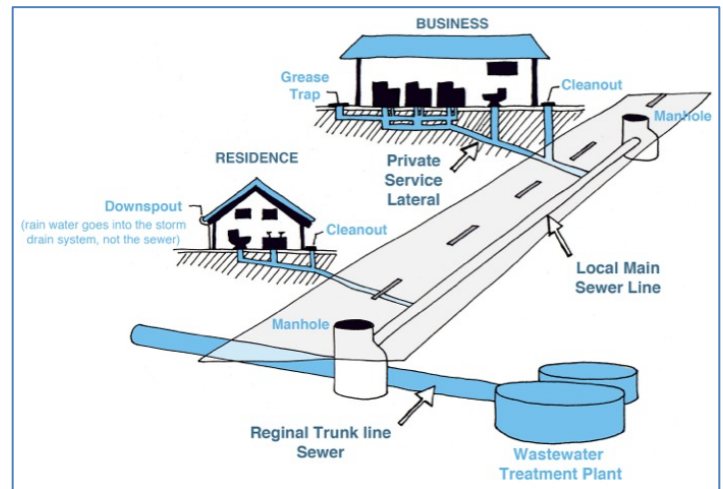 BUSINESS
Grease
Trap
Cleanout
Manhole
Private
Service
Lateral
RESIDENCE
Downspout
(rain water goes into the storm
drain system, not the sewer)
Cleanout
Local Main
Sewer Line
Manhole
Reginal Trunk line
Sewer
Wastewater
Treatment Plant